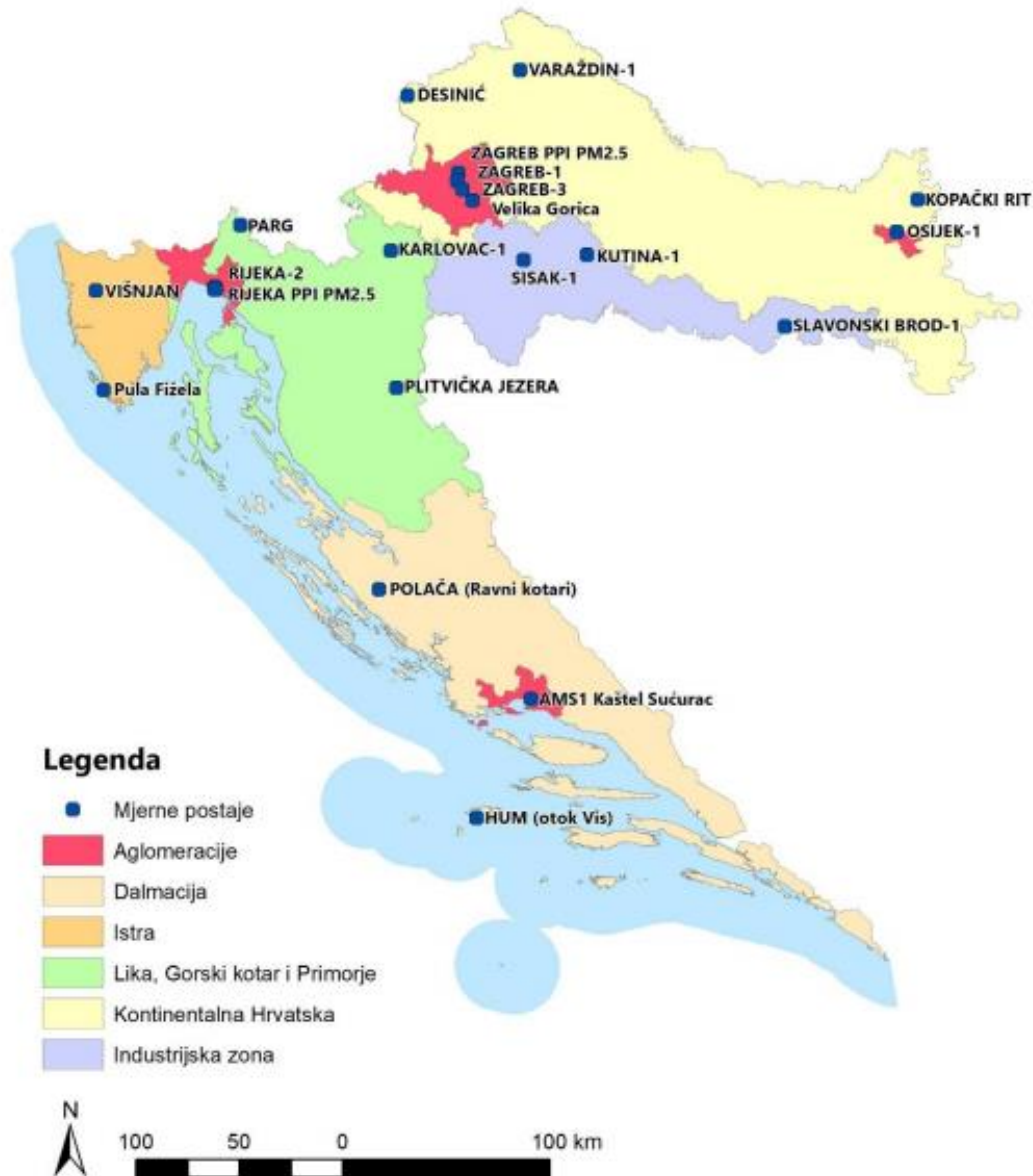 VARAŽDIN-1
DESINIĆ
ZAGREB PPI PM2.5
ZAGREB-1
ZAGREB-3
Velika Gorica
KOPAČKI RIT
OSIJEK-1
PARG
KARLOVAC-1
KUTINA-1
SISAK-1
RIJEKA-2
RIJEKA PPI PM2.5
VIŠNJAN
SLAVONSKI BROD-1
Pula Fižela
PLITVIČKA JEZERA
POLAČA (Ravni kotari)
AMS1 Kaštel Sućurac
HUM (otok Vis)
Legenda
Mjerne postaje
Aglomeracije
Dalmacija
Istra
Lika, Gorski kotar i Primorje
Kontinentalna Hrvatska
Industrijska zona
N
100 50 0 100 km